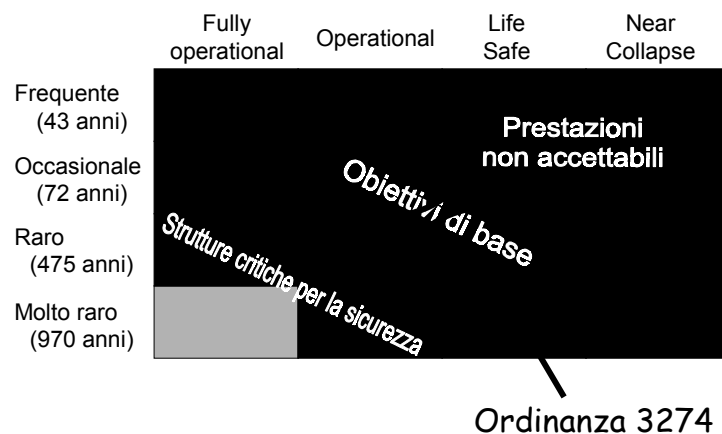 Fully
operational
Operational
Life
Safe
Near
Collapse
Frequente
(43 anni)
Prestazioni
non accettabili
Occasionale
(72 anni)
Obiettivi di base
Raro
(475 anni)
Strutture critiche per la sicurezza
Molto raro
(970 anni)
Ordinanza 3274